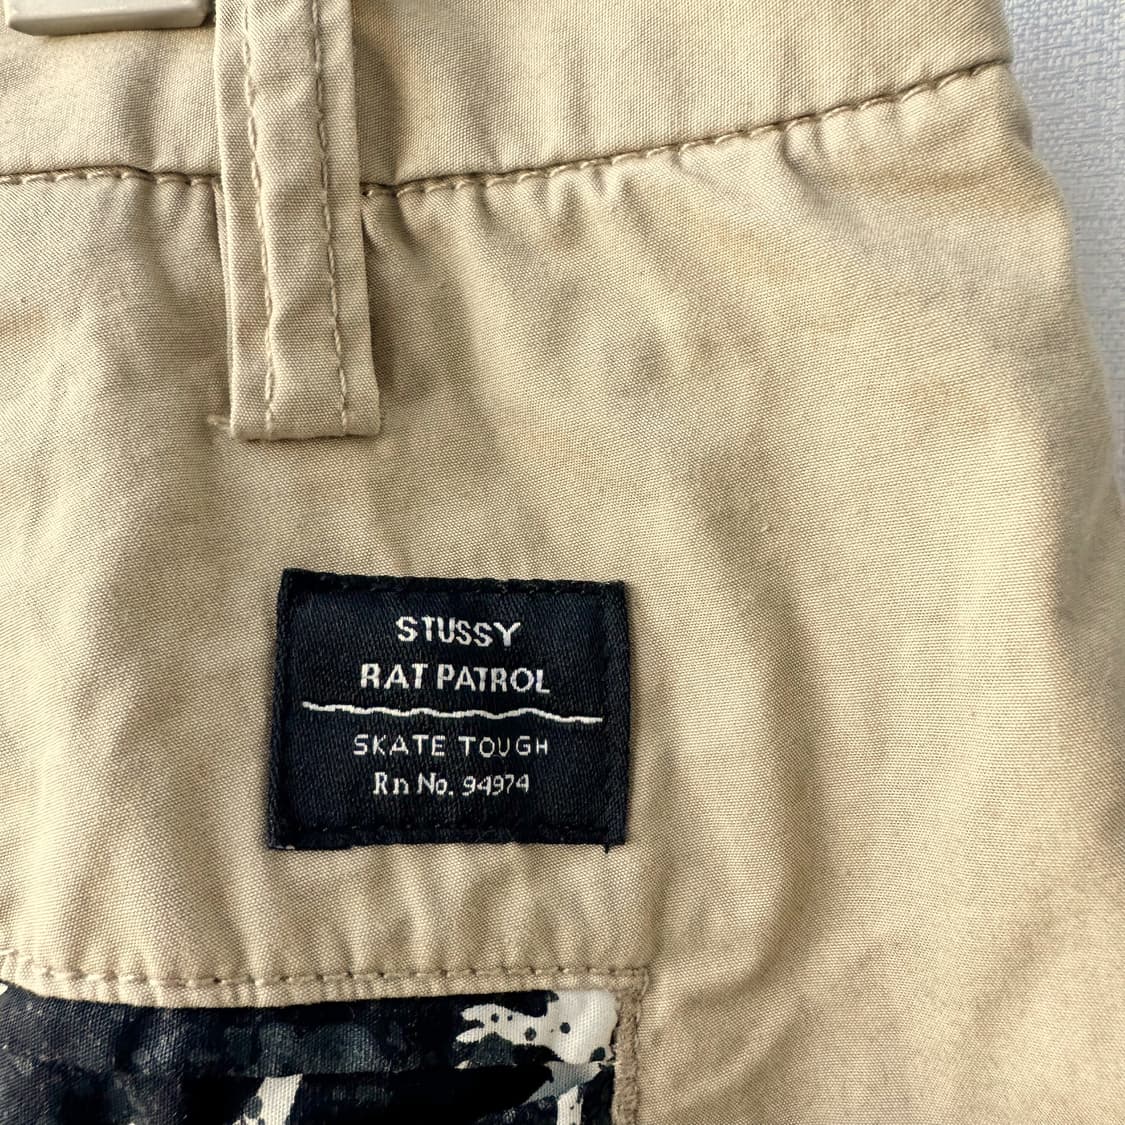 STUSSY
RAT PATROL
SKATE TOUGH
Rn No. 94974